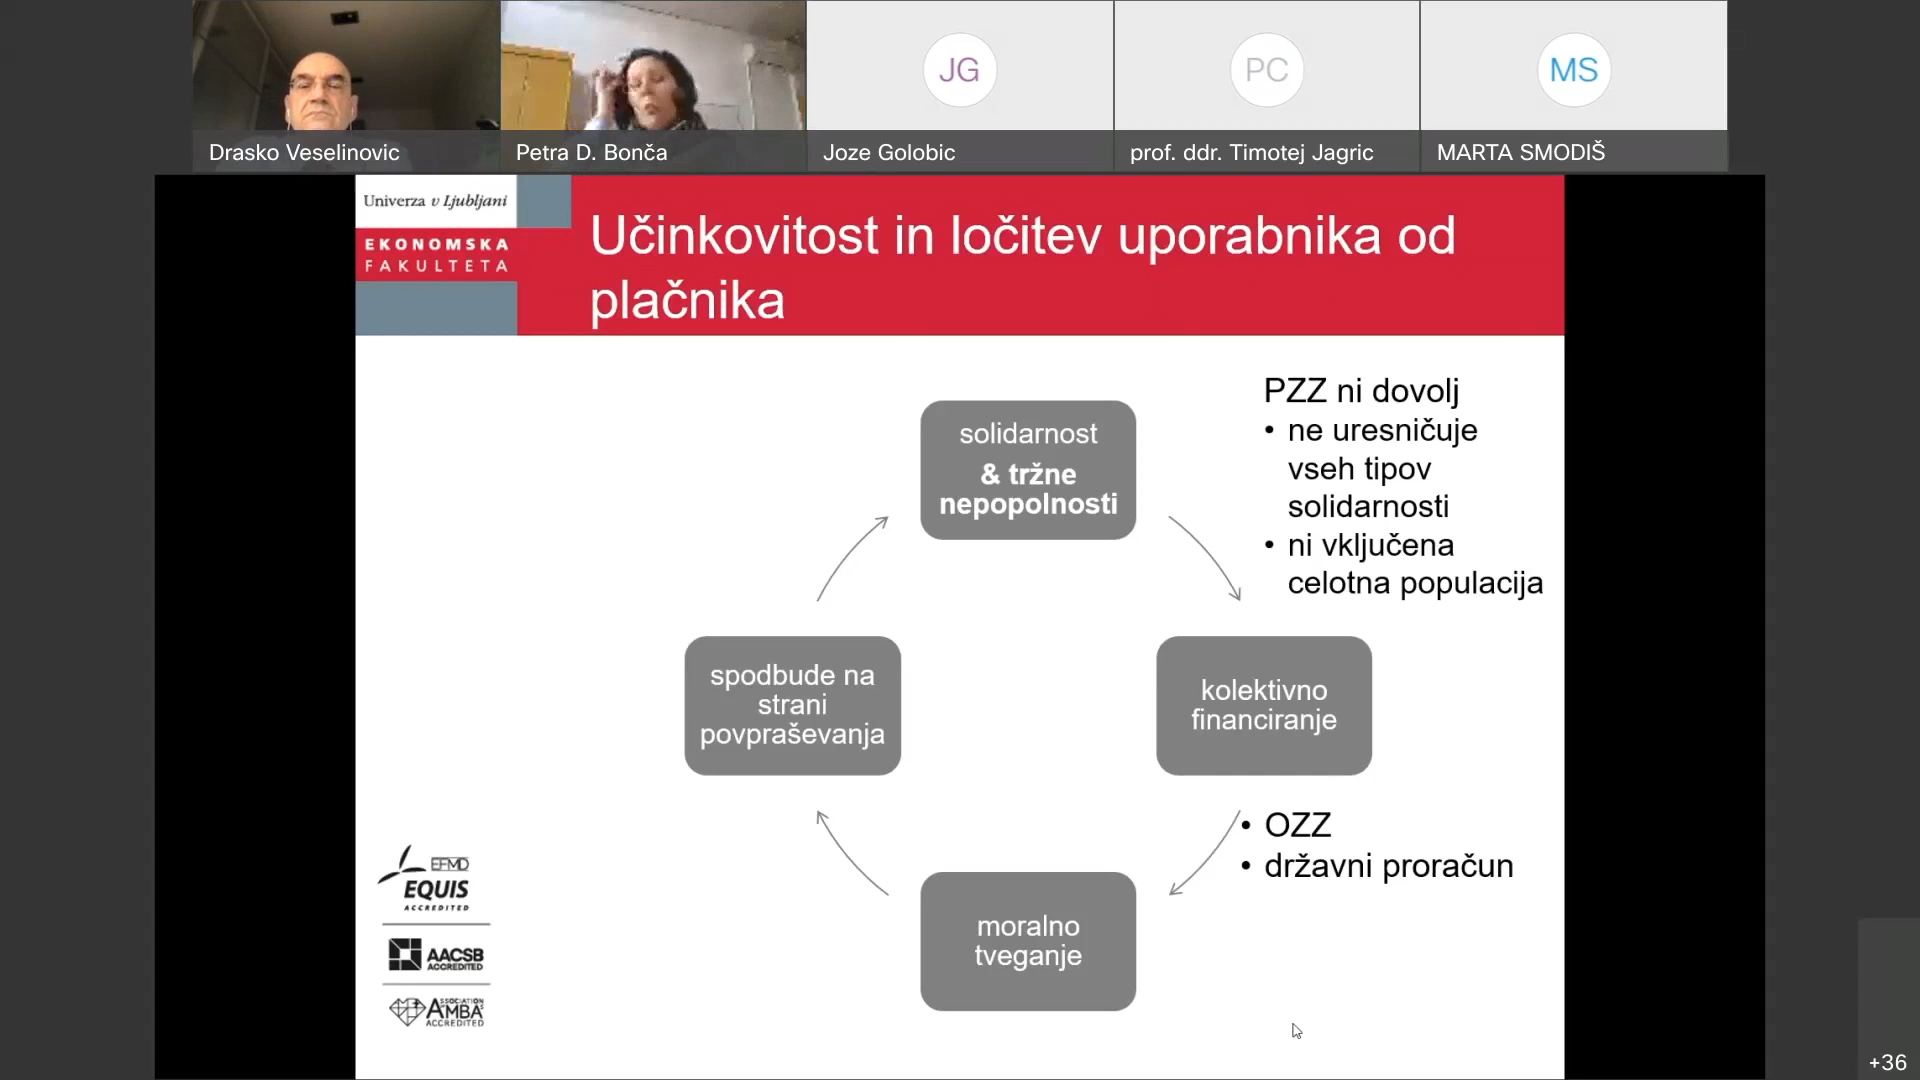 JG
PC
MS
Drasko Veselinovic
Petra D. Bonča
Joze Golobic
prof. ddr. Timotej Jagric
MARTA SMODIŠ
Univerza v Ljubljani
EKONOMSKA
FAKULTETA
Učinkovitost in ločitev uporabnika od
plačnika
PZZ ni dovolj
• ne uresničuje
vseh tipov
solidarnosti
• ni vključena
celotna populacija
solidarnost
& tržne
nepopolnosti
spodbude na
strani
povpraševanja
kolektivno
financiranje
• OZZ
• državni proračun
moralno
tveganje
EFMD
EQUIS
ACCREDITED
AACSB
ACCREDITED
ASSOCIATION
AMBA
ACCREDITED
+36